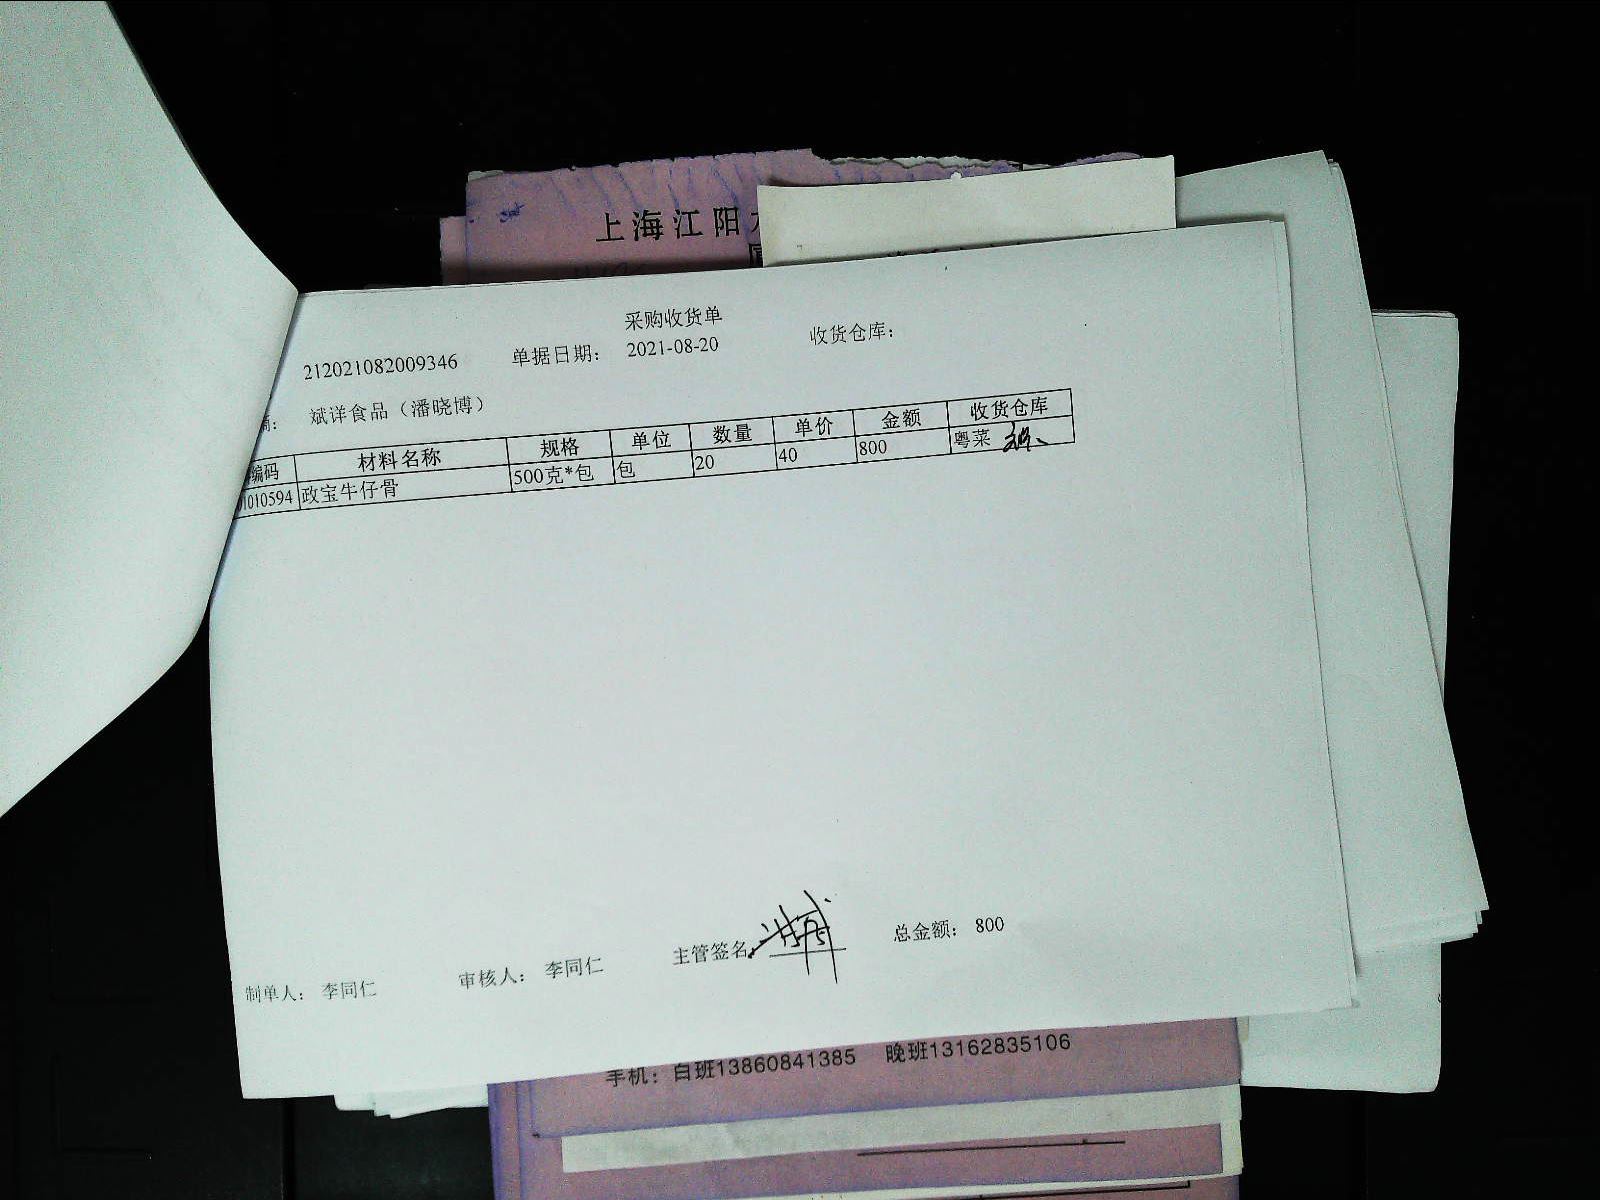 上海江阳
采购收货单
212021082009346 单据日期: 2021-08-20 收货仓库:
斌详食品（潘晓博）
编码 材料名称 规格 单位 数量 单价 金额 收货仓库
01010594 政宝牛仔骨 500克*包 包 20 40 800 粤菜
制单人: 李同仁 审核人: 李同仁 主管签名 总金额: 800
手机: 白班13860841385 晚班13162835106